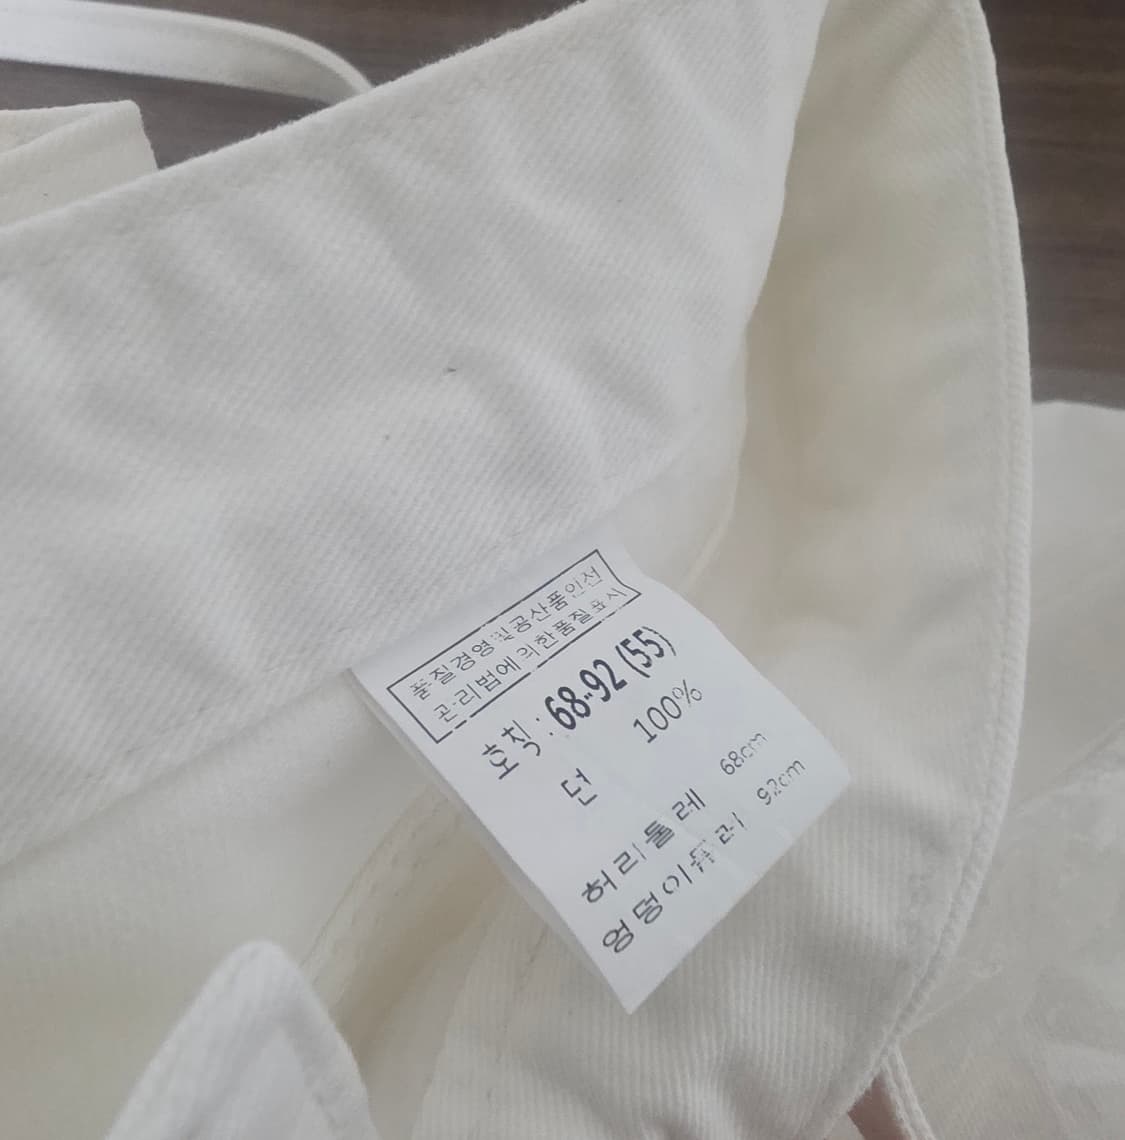 품질경영및공산품안전
관리법에 의한품질표시
호칭 : 68-92 (55)
면 100%
허리둘레 68cm
엉덩이둘레 92cm